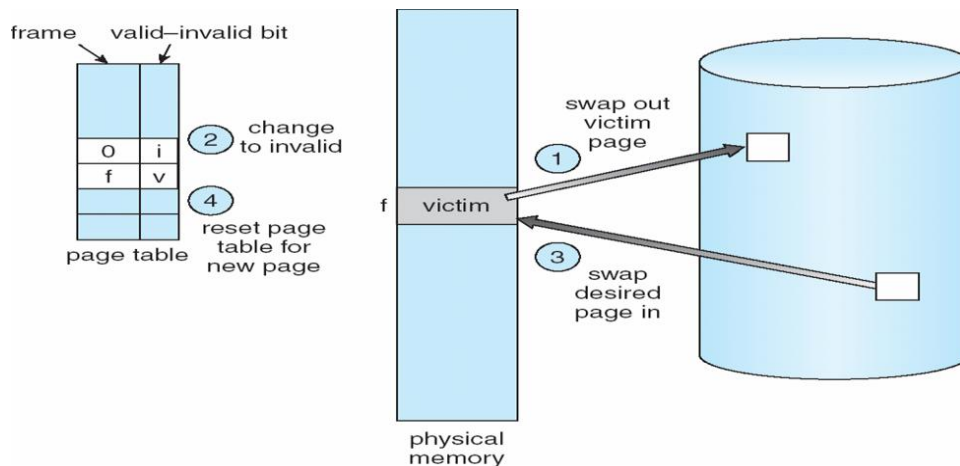 frame valid–invalid bit
0 i
f v
page table
2 change
to invalid
4
reset page
table for
new page
f victim
physical
memory
swap out
victim
page
1
3
swap
desired
page in